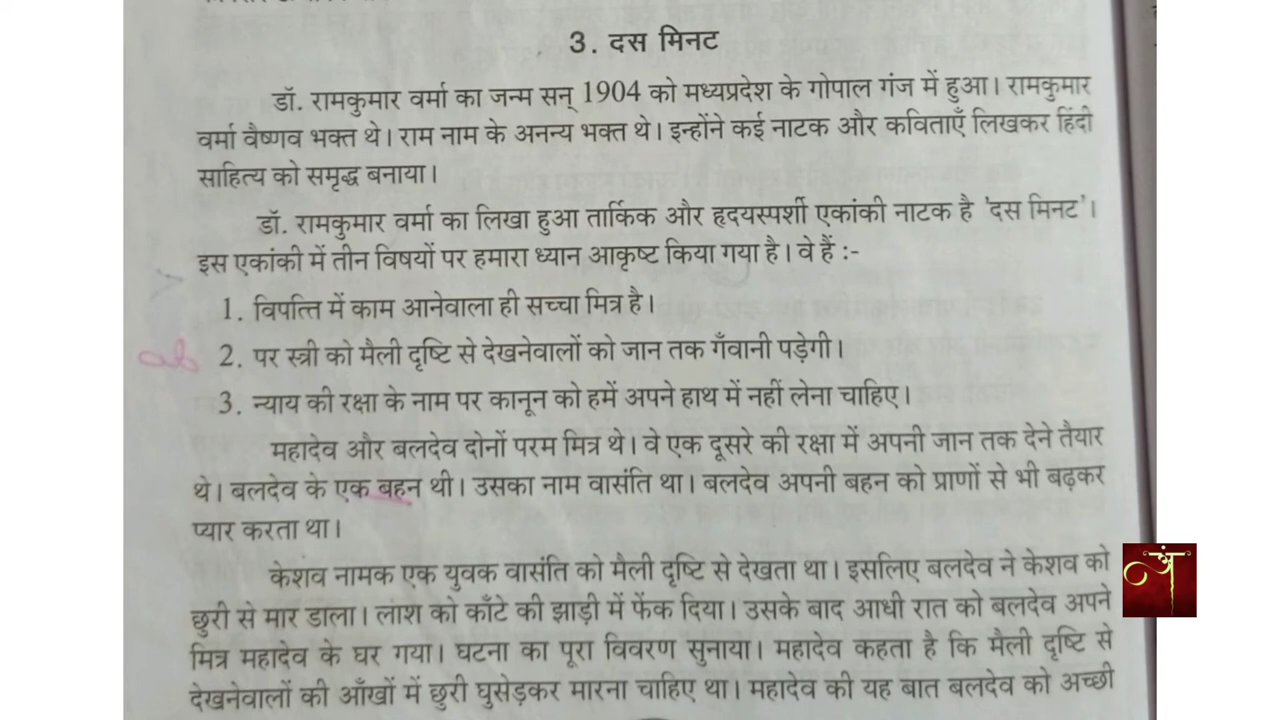 3. दस मिनट
डॉ. रामकुमार वर्मा का जन्म सन् 1904 को मध्यप्रदेश के गोपाल गंज में हुआ। रामकुमार
वर्मा वैष्णव भक्त थे। राम नाम के अनन्य भक्त थे। इन्होंने कई नाटक और कविताएँ लिखकर हिंदी
साहित्य को समृद्ध बनाया।
डॉ. रामकुमार वर्मा का लिखा हुआ तार्किक और हृदयस्पर्शी एकांकी नाटक है 'दस मिनट'।
इस एकांकी में तीन विषयों पर हमारा ध्यान आकृष्ट किया गया है। वे हैं :-
1. विपत्ति में काम आनेवाला ही सच्चा मित्र है।
2. पर स्त्री को मैली दृष्टि से देखनेवालों को जान तक गँवानी पड़ेगी।
3. न्याय की रक्षा के नाम पर कानून को हमें अपने हाथ में नहीं लेना चाहिए।
महादेव और बलदेव दोनों परम मित्र थे। वे एक दूसरे की रक्षा में अपनी जान तक देने तैयार
थे। बलदेव के एक बहन थी। उसका नाम वासंति था। बलदेव अपनी बहन को प्राणों से भी बढ़कर
प्यार करता था।
केशव नामक एक युवक वासंति को मैली दृष्टि से देखता था। इसलिए बलदेव ने केशव को
छुरी से मार डाला। लाश को काँटे की झाड़ी में फेंक दिया। उसके बाद आधी रात को बलदेव अपने
मित्र महादेव के घर गया। घटना का पूरा विवरण सुनाया। महादेव कहता है कि मैली दृष्टि से
देखनेवालों की आँखों में छुरी घुसेड़कर मारना चाहिए था। महादेव की यह बात बलदेव को अच्छी